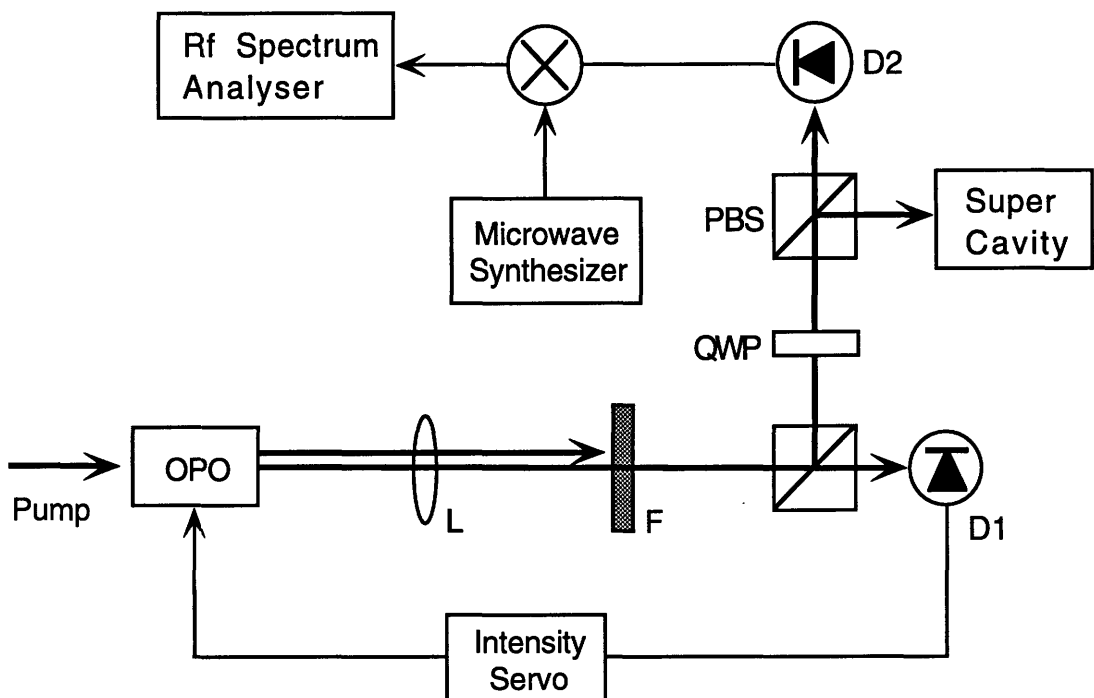 Rf Spectrum
Analyser
D2
PBS
Super
Cavity
Microwave
Synthesizer
QWP
OPO
Pump
L
F
D1
Intensity
Servo